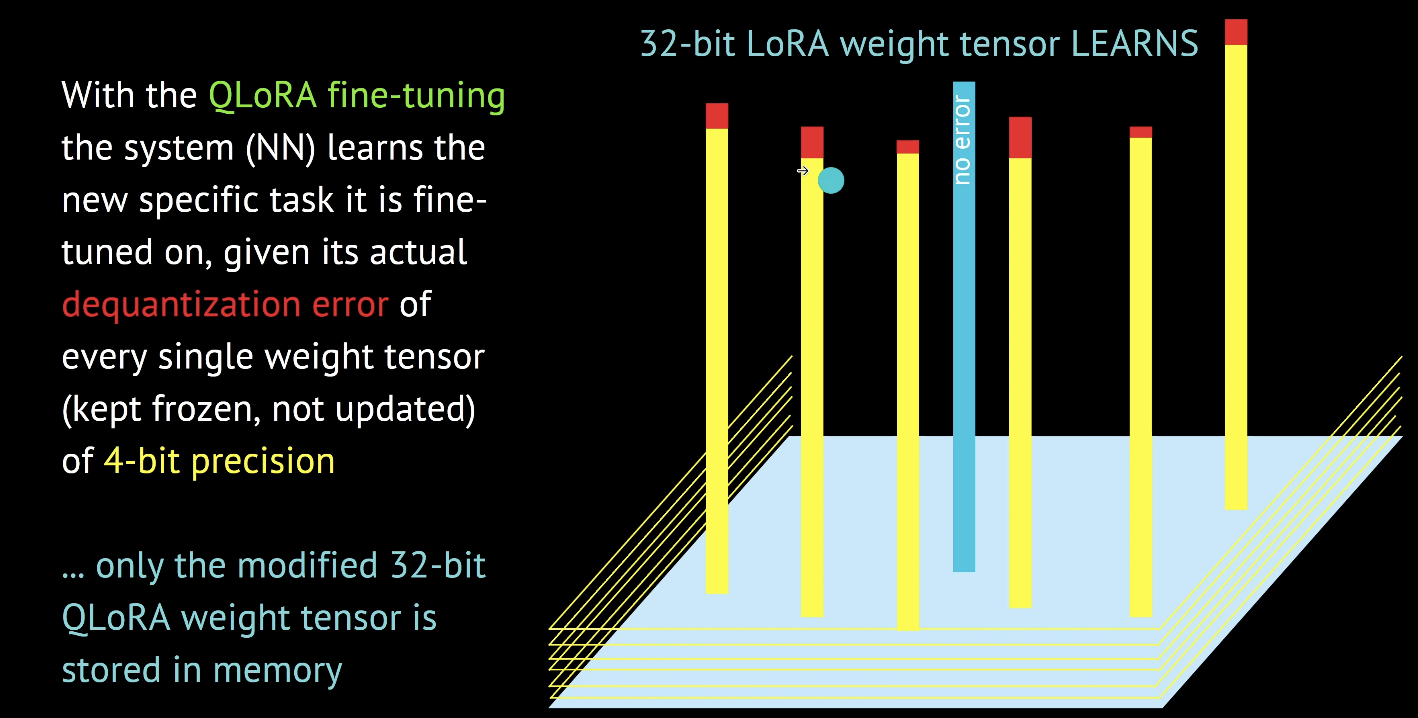 32-bit LoRA weight tensor LEARNS
With the QLoRA fine-tuning
the system (NN) learns the
new specific task it is fine-
tuned on, given its actual
dequantization error of
every single weight tensor
(kept frozen, not updated)
of 4-bit precision
... only the modified 32-bit
QLoRA weight tensor is
stored in memory
no error